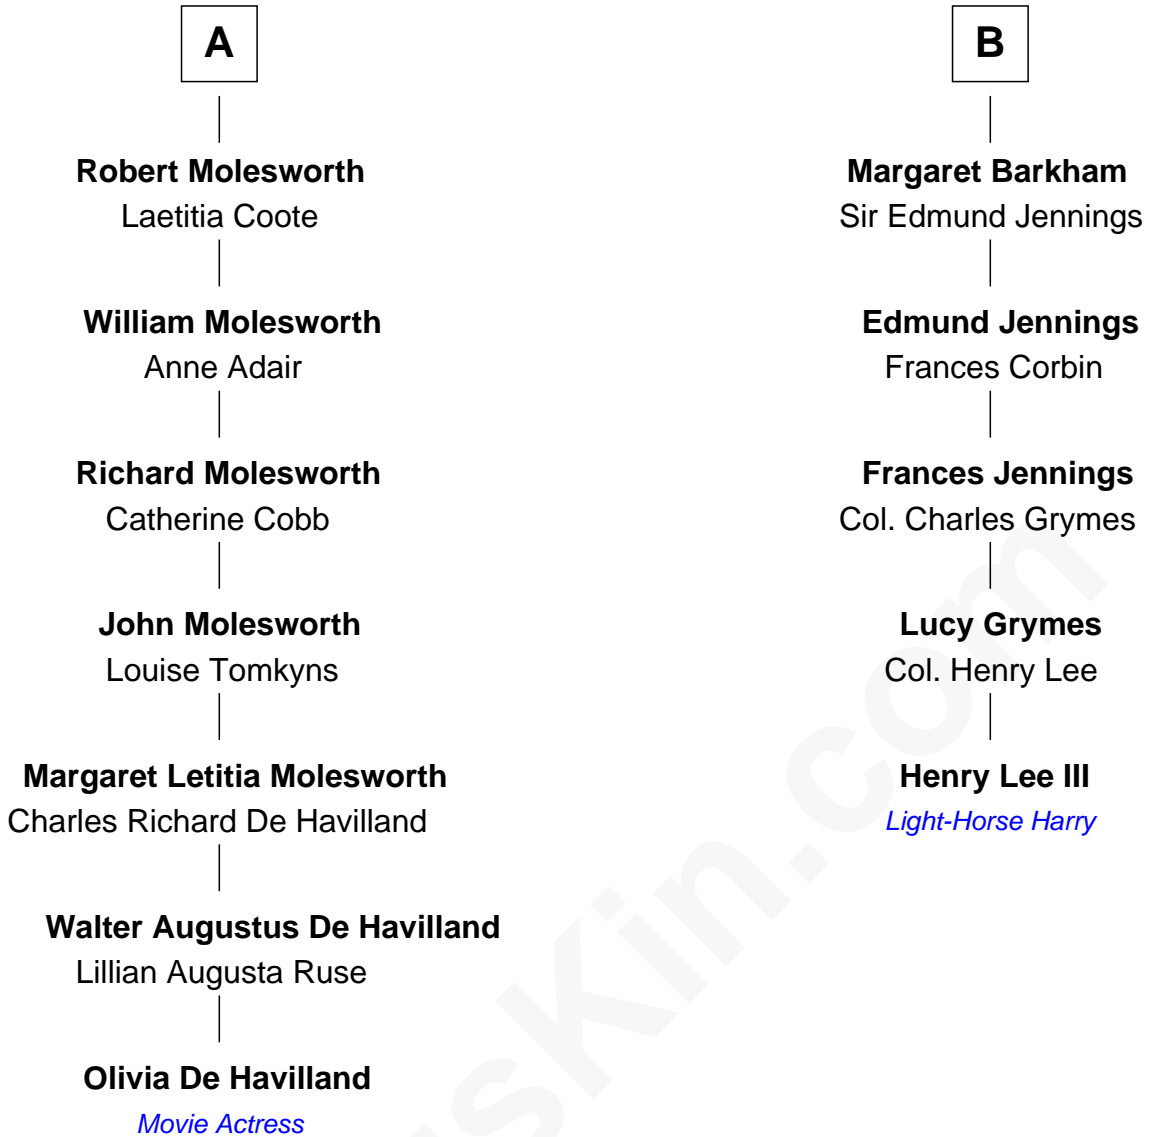 A
Robert Molesworth
Laetitia Coote
William Molesworth
Anne Adair
Richard Molesworth
Catherine Cobb
John Molesworth
Louise Tomkyns
Margaret Letitia Molesworth
Charles Richard De Havilland
Walter Augustus De Havilland
Lillian Augusta Ruse
Olivia De Havilland
Movie Actress
B
Margaret Barkham
Sir Edmund Jennings
Edmund Jennings
Frances Corbin
Frances Jennings
Col. Charles Grymes
Lucy Grymes
Col. Henry Lee
Henry Lee III
Light-Horse Harry
usKin.com